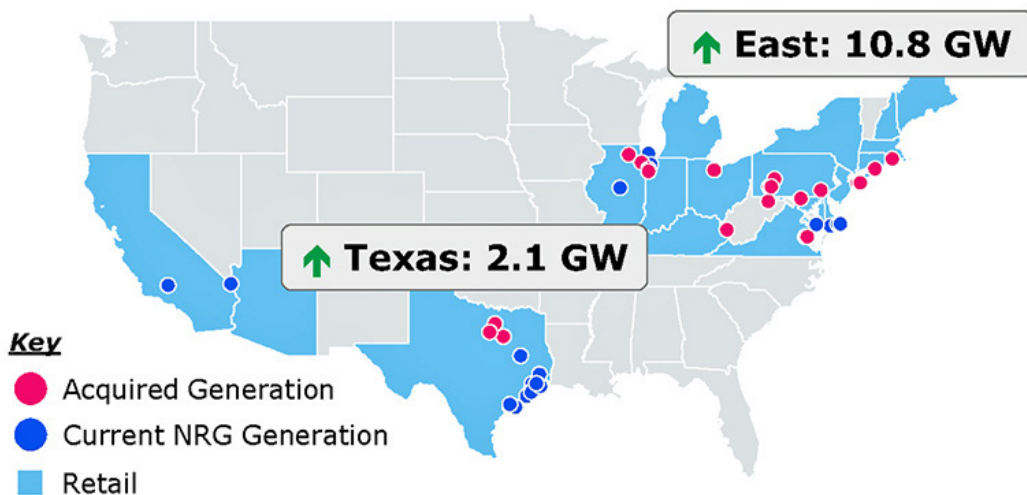 ↑ East: 10.8 GW
↑ Texas: 2.1 GW
Key
Acquired Generation
Current NRG Generation
Retail